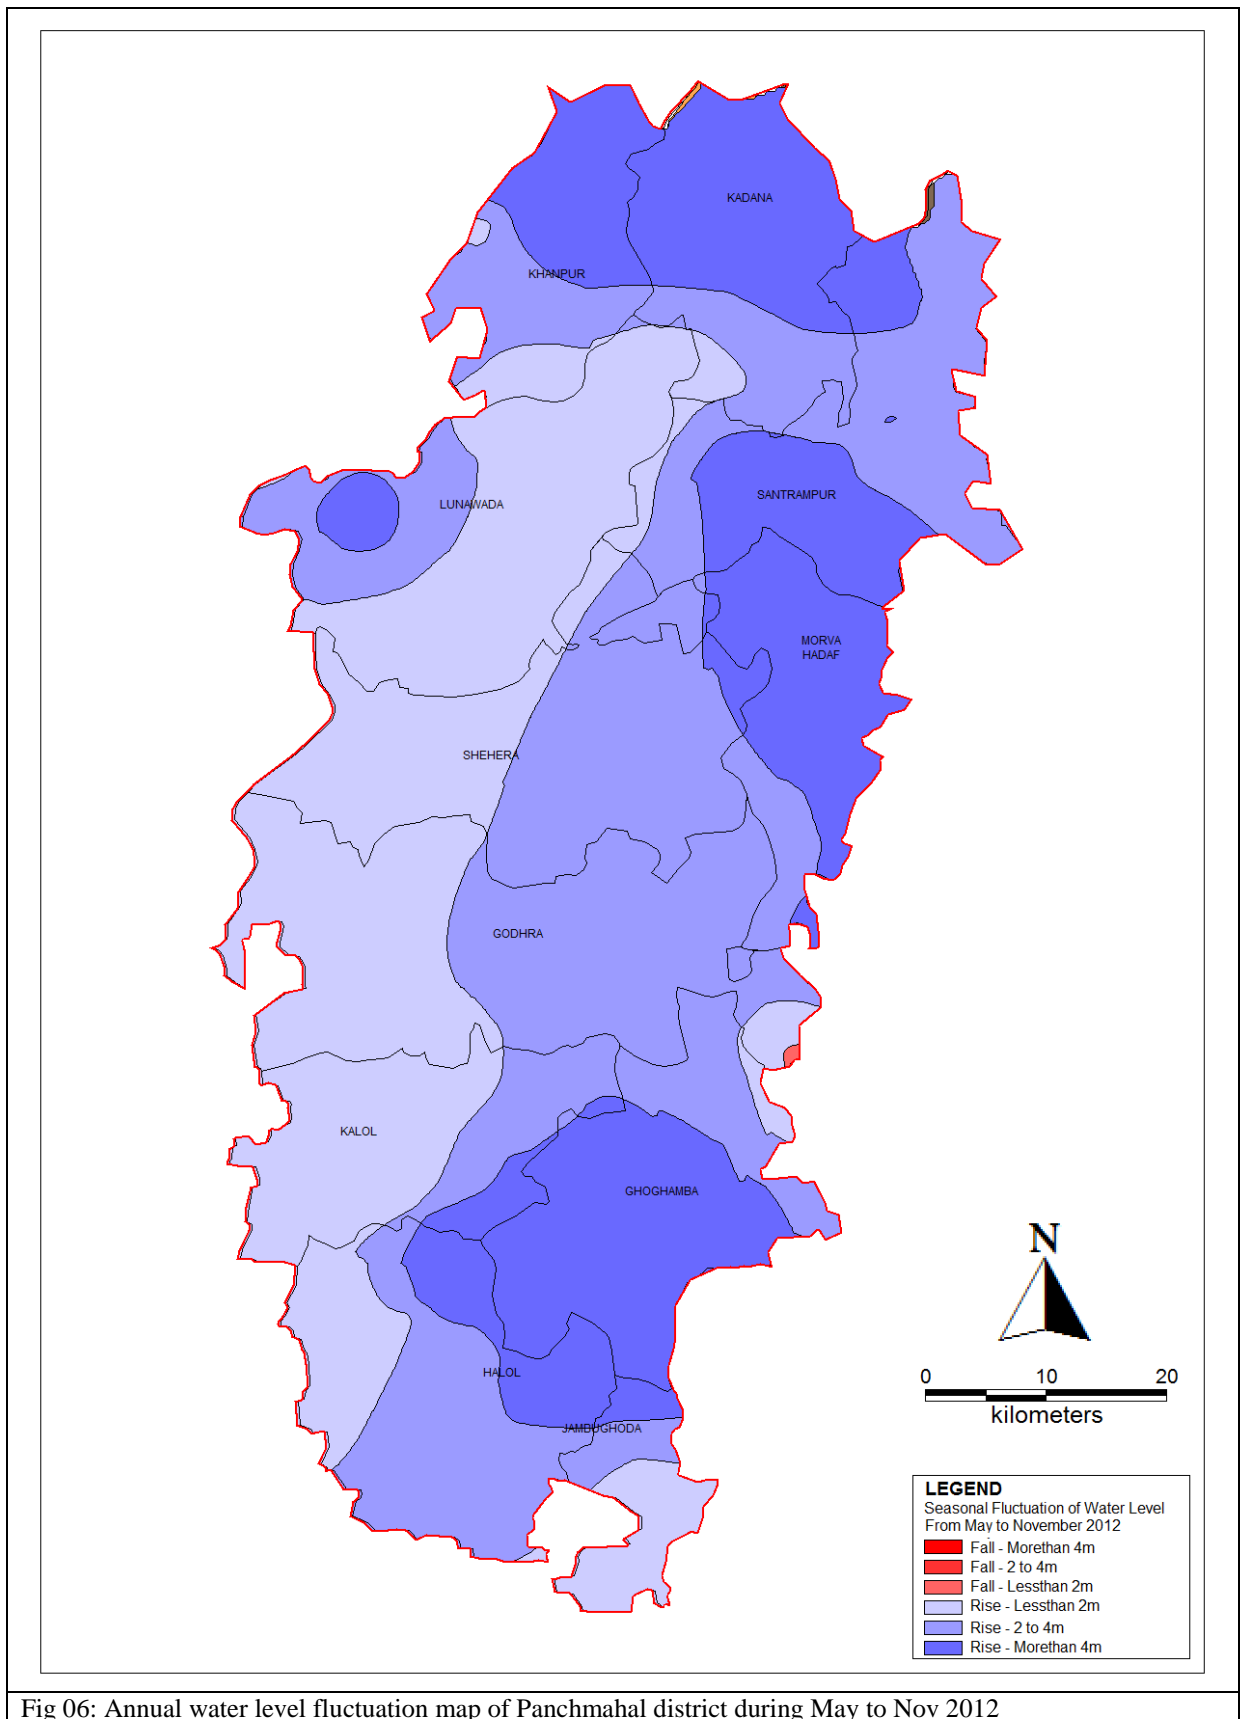 KADANA
KHANPUR
SANTRAMPUR
LUNAWADA
MORVA
HADAF
SHEHERA
GODHRA
KALOL
GHOGHAMBA
HALOL
JAMBUGHODA
N
0 10 20
kilometers
LEGEND
Seasonal Fluctuation of Water Level
From May to November 2012
Fall - Morethan 4m
Fall - 2 to 4m
Fall - Lessthan 2m
Rise - Lessthan 2m
Rise - 2 to 4m
Rise - Morethan 4m
Fig 06: Annual water level fluctuation map of Panchmahal district during May to Nov 2012